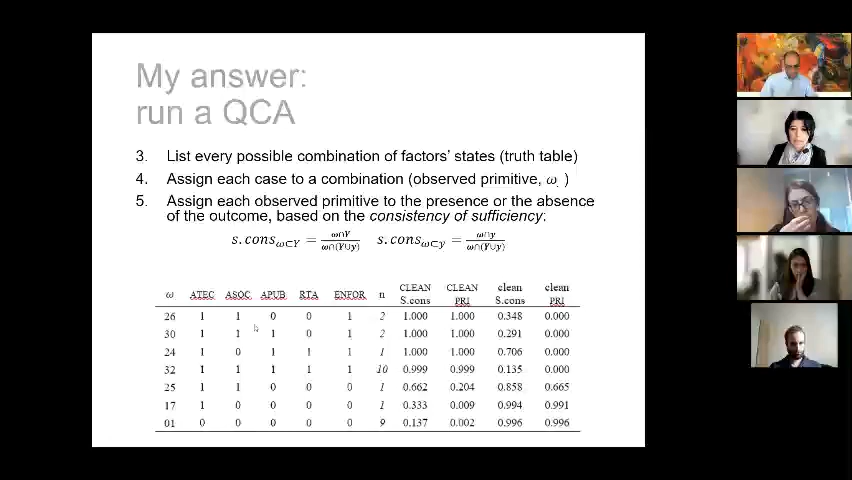 My answer:
run a QCA
3. List every possible combination of factors' states (truth table)
4. Assign each case to a combination (observed primitive, ω )
5. Assign each observed primitive to the presence or the absence
of the outcome, based on the consistency of sufficiency:
s.cons ω⊂Y = ω∩Y / ω∩(Y∪y) s.cons ω⊂y = ω∩y / ω∩(Y∪y)
ω ATEC ASOC APUB RTA ENFOR n CLEAN S.cons CLEAN PRI clean S.cons clean PRI
26 1 1 0 0 1 2 1.000 1.000 0.348 0.000
30 1 1 1 0 1 2 1.000 1.000 0.291 0.000
24 1 0 1 1 1 1 1.000 1.000 0.706 0.000
32 1 1 1 1 1 10 0.999 0.999 0.135 0.000
25 1 1 0 0 0 1 0.662 0.204 0.858 0.665
17 1 0 0 0 0 1 0.333 0.009 0.994 0.991
01 0 0 0 0 0 9 0.137 0.002 0.996 0.996